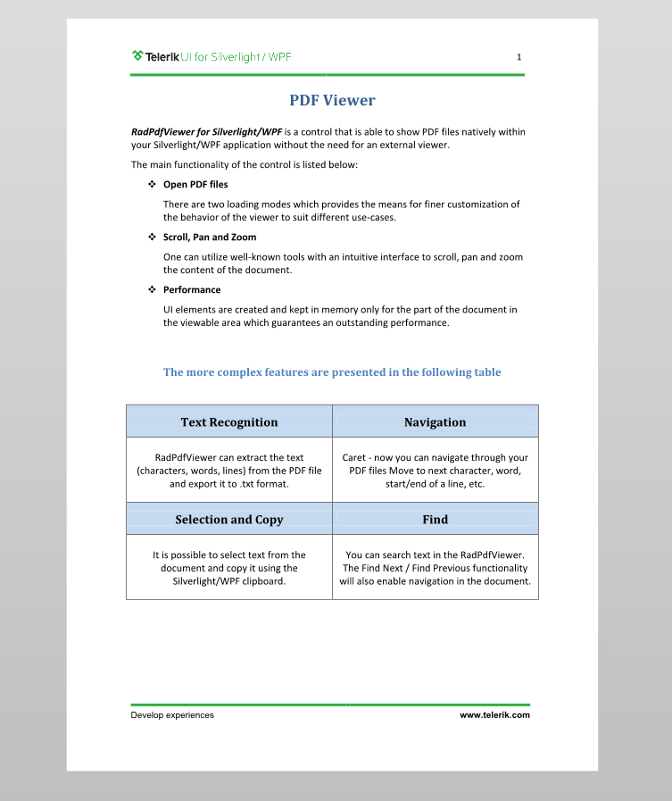 Telerik UI for Silverlight / WPF 1
PDF Viewer
RadPdfViewer for Silverlight/WPF is a control that is able to show PDF files natively within
your Silverlight/WPF application without the need for an external viewer.
The main functionality of the control is listed below:
❖ Open PDF files
There are two loading modes which provides the means for finer customization of
the behavior of the viewer to suit different use-cases.
❖ Scroll, Pan and Zoom
One can utilize well-known tools with an intuitive interface to scroll, pan and zoom
the content of the document.
❖ Performance
UI elements are created and kept in memory only for the part of the document in
the viewable area which guarantees an outstanding performance.
The more complex features are presented in the following table
Text Recognition
Navigation
RadPdfViewer can extract the text
(characters, words, lines) from the PDF file
and export it to .txt format.
Caret - now you can navigate through your
PDF files Move to next character, word,
start/end of a line, etc.
Selection and Copy
Find
It is possible to select text from the
document and copy it using the
Silverlight/WPF clipboard.
You can search text in the RadPdfViewer.
The Find Next / Find Previous functionality
will also enable navigation in the document.
Develop experiences
www.telerik.com